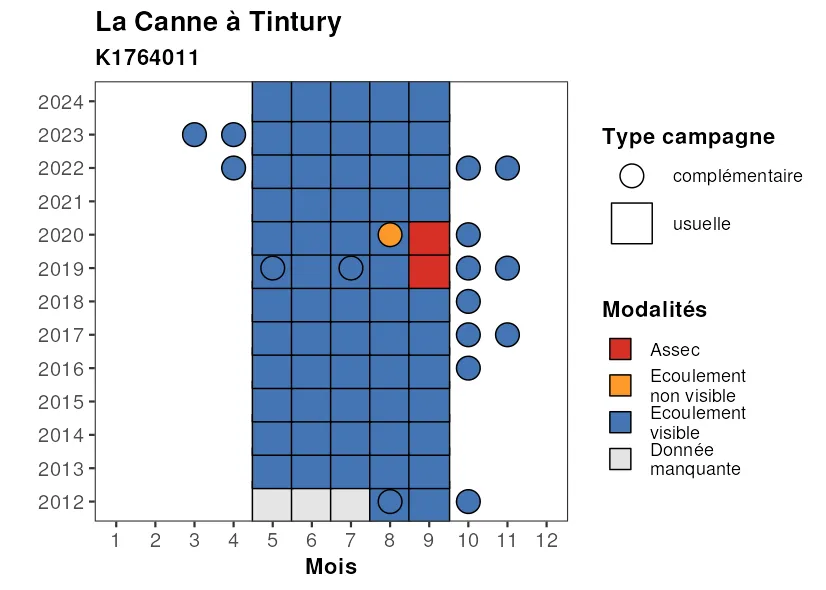 La Canne à Tintury
K1764011
2024
2023
2022
2021
2020
2019
2018
2017
2016
2015
2014
2013
2012
1 2 3 4 5 6 7 8 9 10 11 12
Mois
Type campagne
complémentaire
usuelle
Modalités
Assec
Ecoulement
non visible
Ecoulement
visible
Donnée
manquante